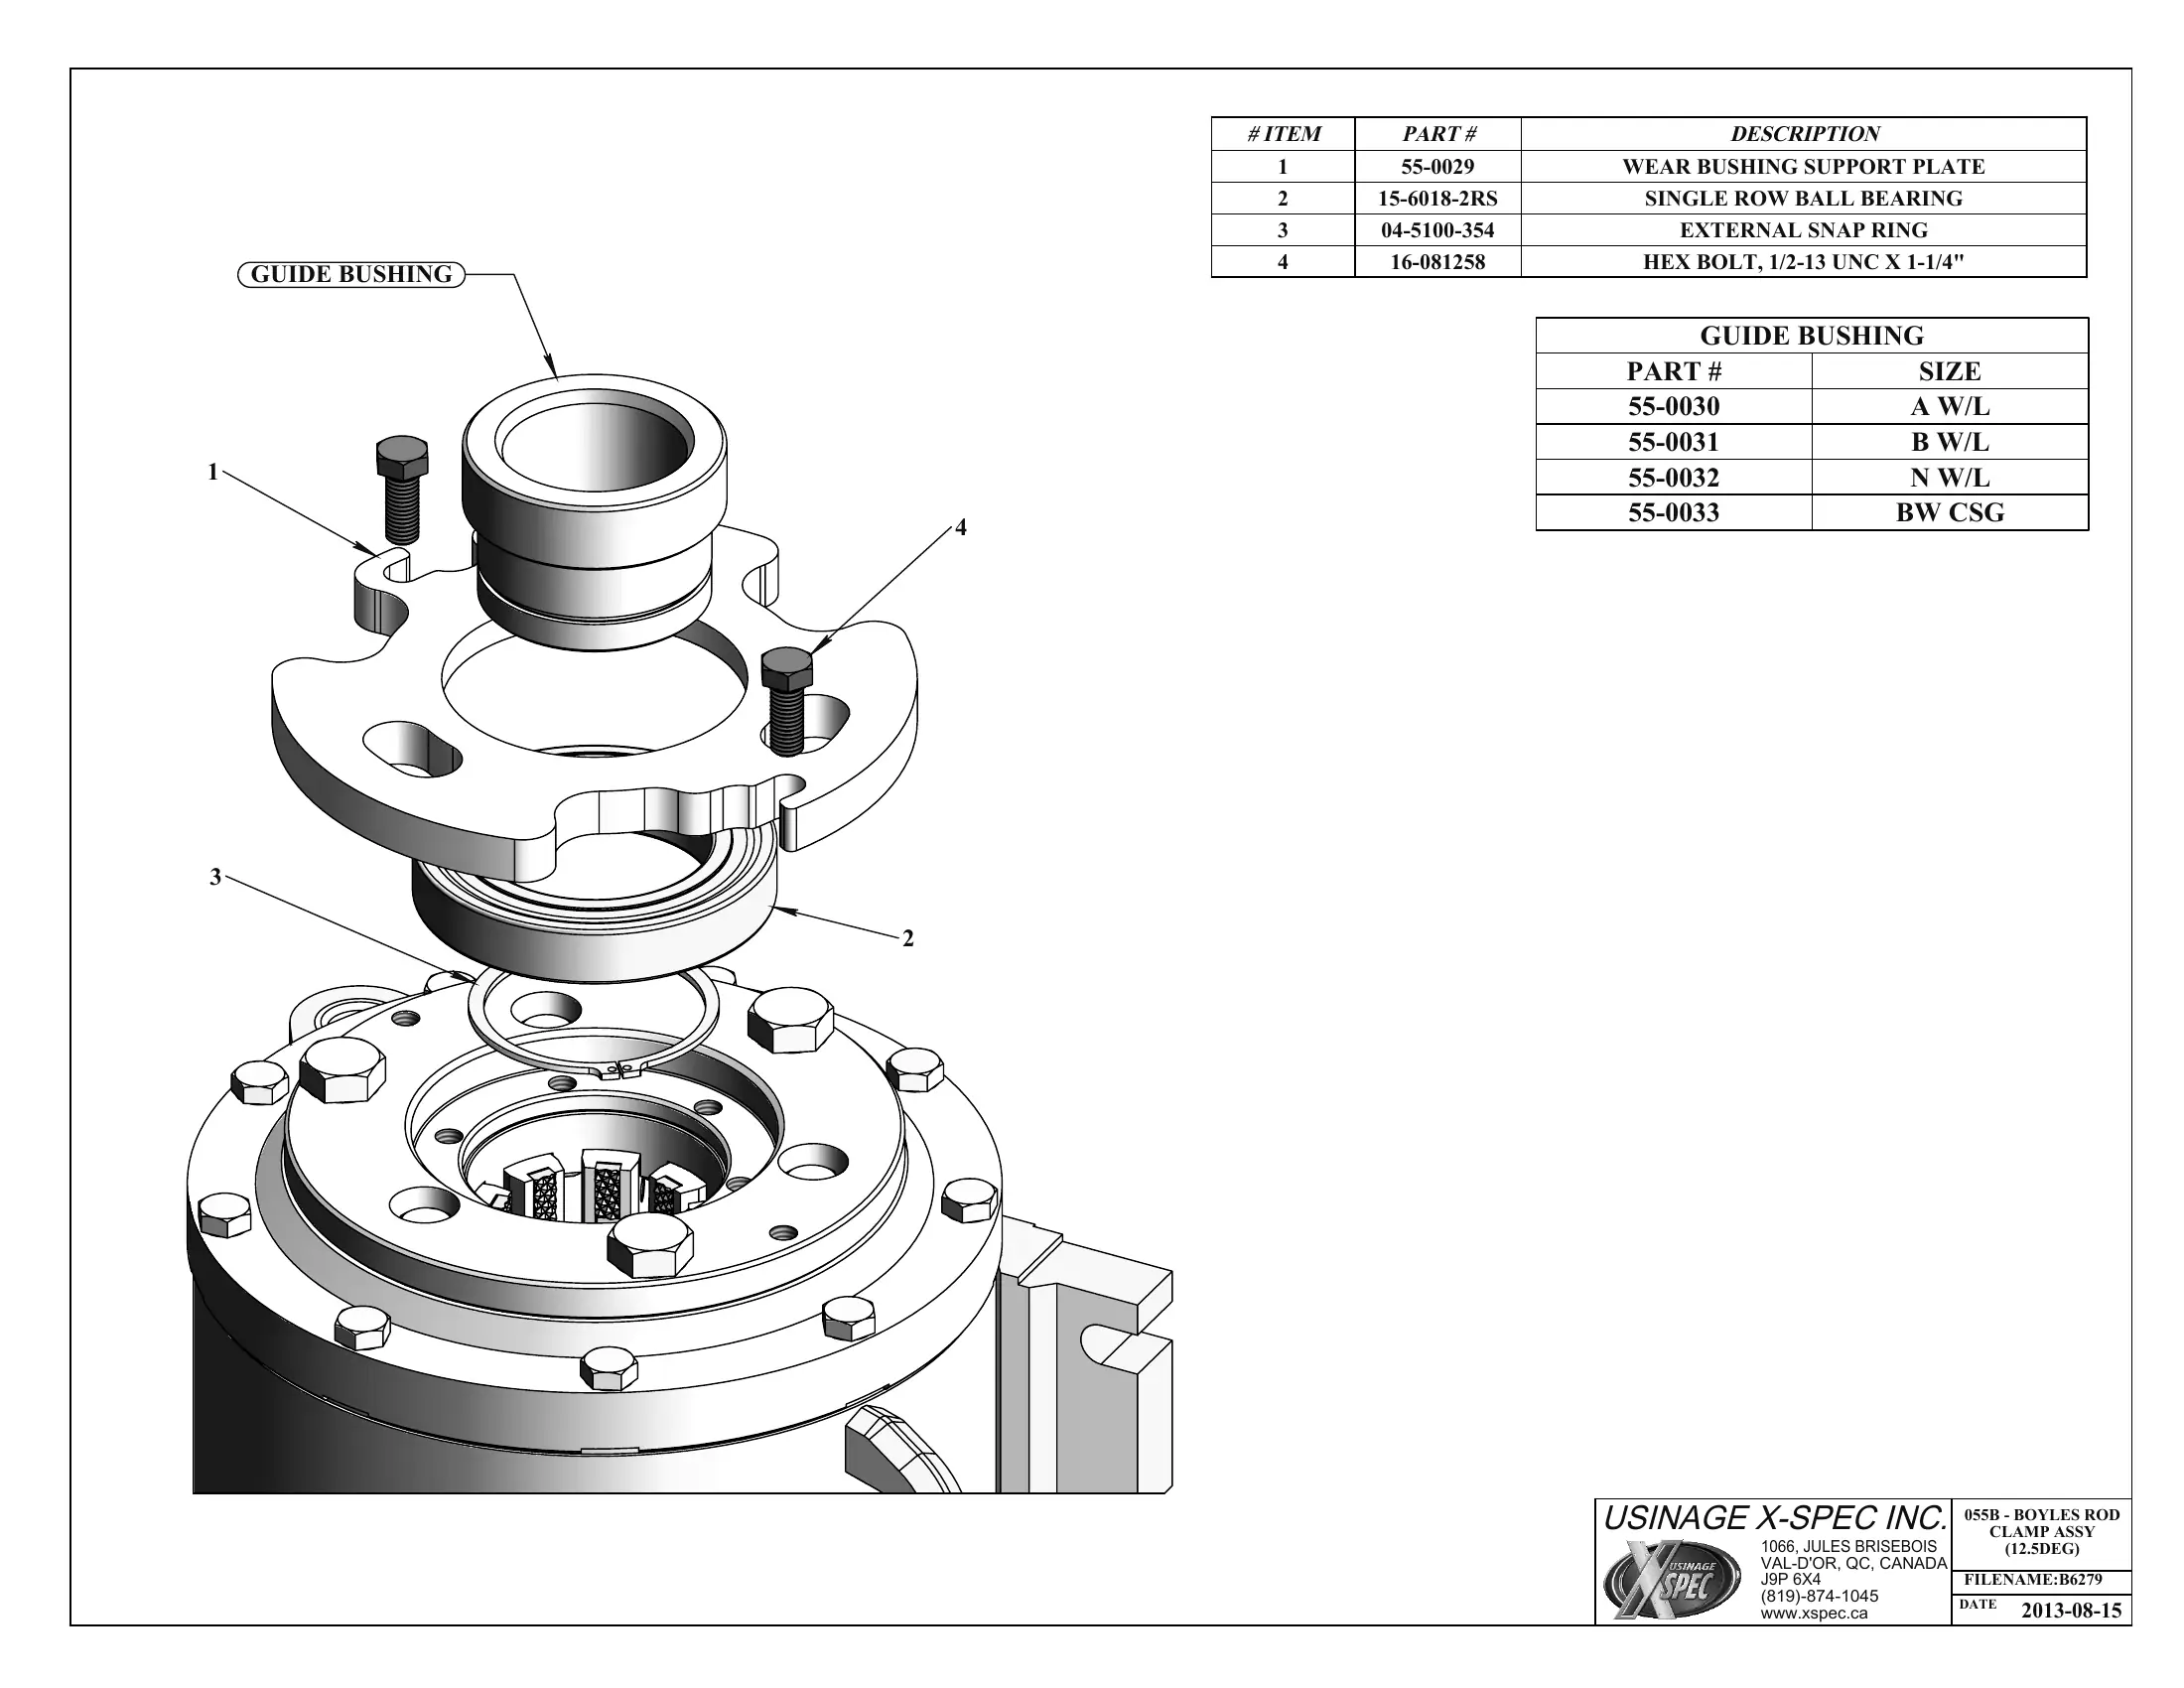 # ITEM PART # DESCRIPTION
1 55-0029 WEAR BUSHING SUPPORT PLATE
2 15-6018-2RS SINGLE ROW BALL BEARING
3 04-5100-354 EXTERNAL SNAP RING
4 16-081258 HEX BOLT, 1/2-13 UNC X 1-1/4"
GUIDE BUSHING
GUIDE BUSHING
PART # SIZE
55-0030 A W/L
55-0031 B W/L
55-0032 N W/L
55-0033 BW CSG
1
4
3
2
USINAGE X-SPEC INC.
1066, JULES BRISEBOIS
VAL-D'OR, QC, CANADA
J9P 6X4
(819)-874-1045
www.xspec.ca
USINAGE
XSPEC
055B - BOYLES ROD
CLAMP ASSY
(12.5DEG)
FILENAME:B6279
DATE 2013-08-15